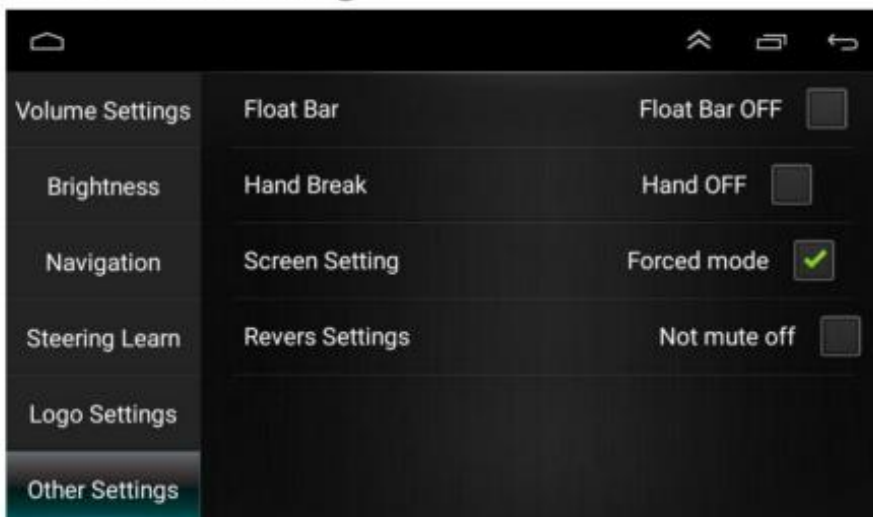 Volume Settings
Float Bar
Float Bar OFF
Brightness
Hand Break
Hand OFF
Navigation
Screen Setting
Forced mode
Steering Learn
Revers Settings
Not mute off
Logo Settings
Other Settings